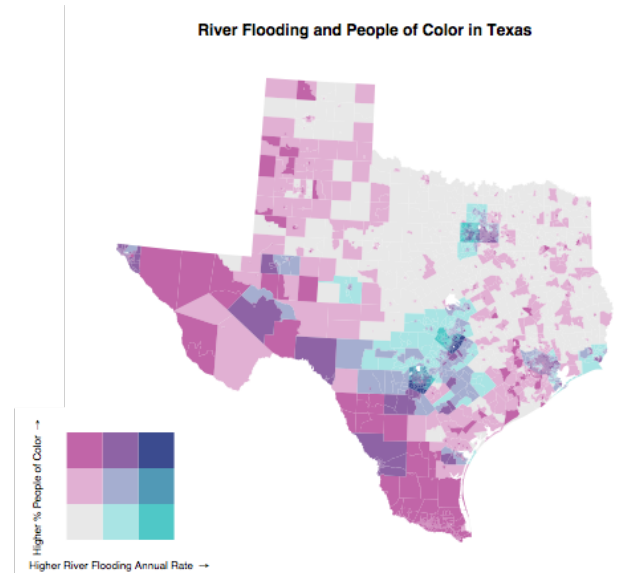 River Flooding and People of Color in Texas
Higher % People of Color →
Higher River Flooding Annual Rate →